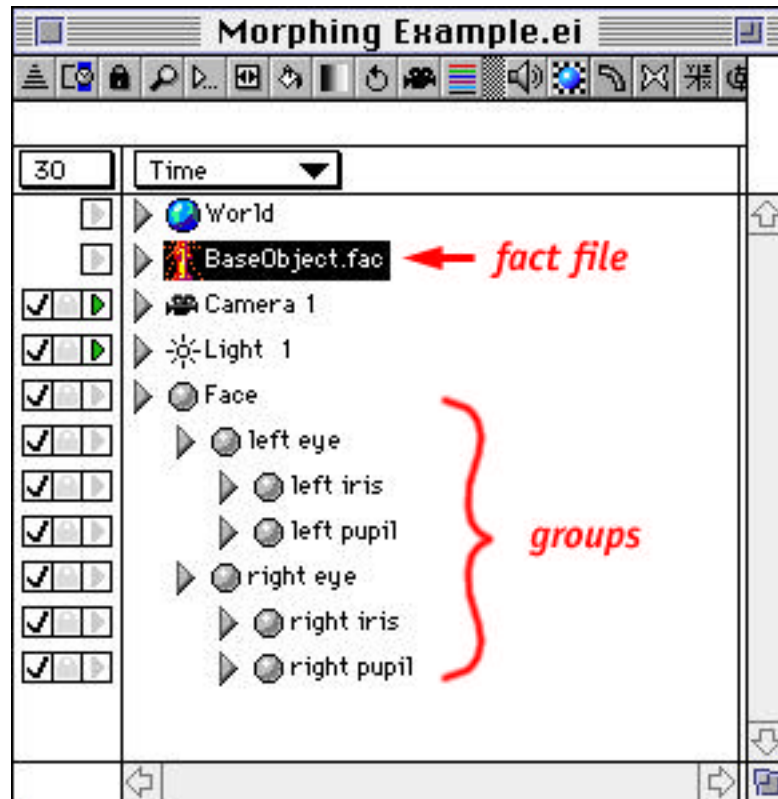 Morphing Example.ei
30 Time
World
BaseObject.fac fact file
Camera 1
Light 1
Face
left eye
left iris
left pupil groups
right eye
right iris
right pupil